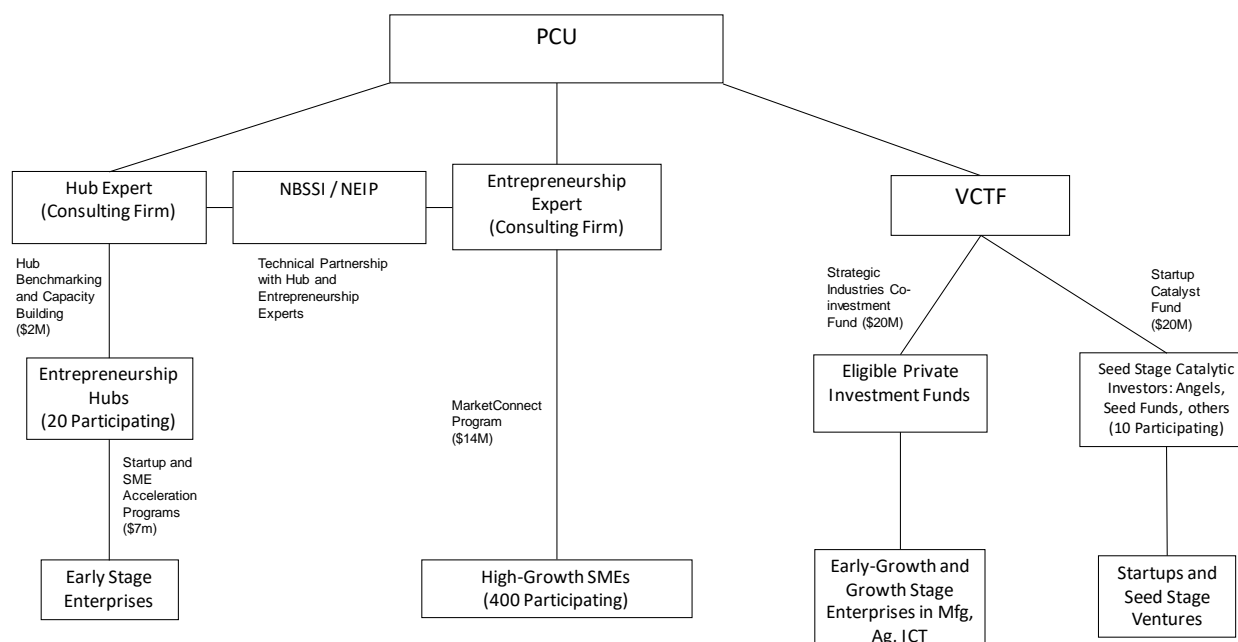 PCU
Hub Expert
(Consulting Firm)
NBSSI / NEIP
Entrepreneurship
Expert
(Consulting Firm)
VCTF
Hub
Benchmarking
and Capacity
Building
($2M)
Technical Partnership
with Hub and
Entrepreneurship
Experts
Strategic
Industries Co-
investment
Fund ($20M)
Startup
Catalyst
Fund
($20M)
Entrepreneurship
Hubs
(20 Participating)
MarketConnect
Program
($14M)
Eligible Private
Investment Funds
Seed Stage Catalytic
Investors: Angels,
Seed Funds, others
(10 Participating)
Startup and
SME
Acceleration
Programs
($7m)
Early Stage
Enterprises
High-Growth SMEs
(400 Participating)
Early-Growth and
Growth Stage
Enterprises in Mfg,
Ag, ICT
Startups and
Seed Stage
Ventures